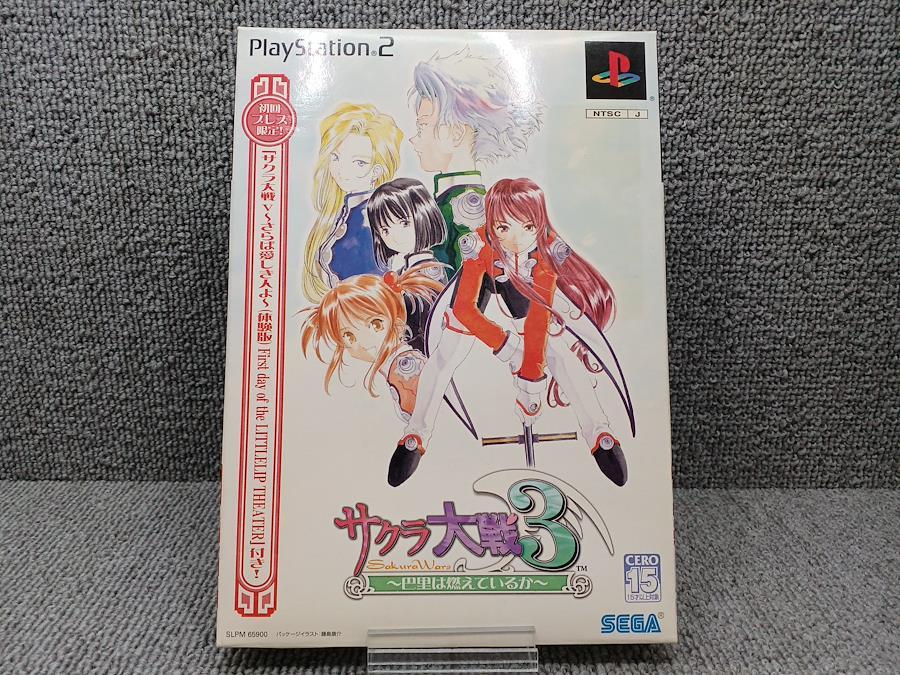 PlayStation®2
NTSC J
初回
プレス
限定!
「サクラ大戦V〜さらば愛しき人よ〜(体験版) First day of the LITTLELIP THEATER」付き!
サクラ大戦3™
Sakura Wars
〜巴里は燃えているか〜
CERO
15
15才以上対象
SEGA®
SLPM 65900 パッケージイラスト:藤島康介